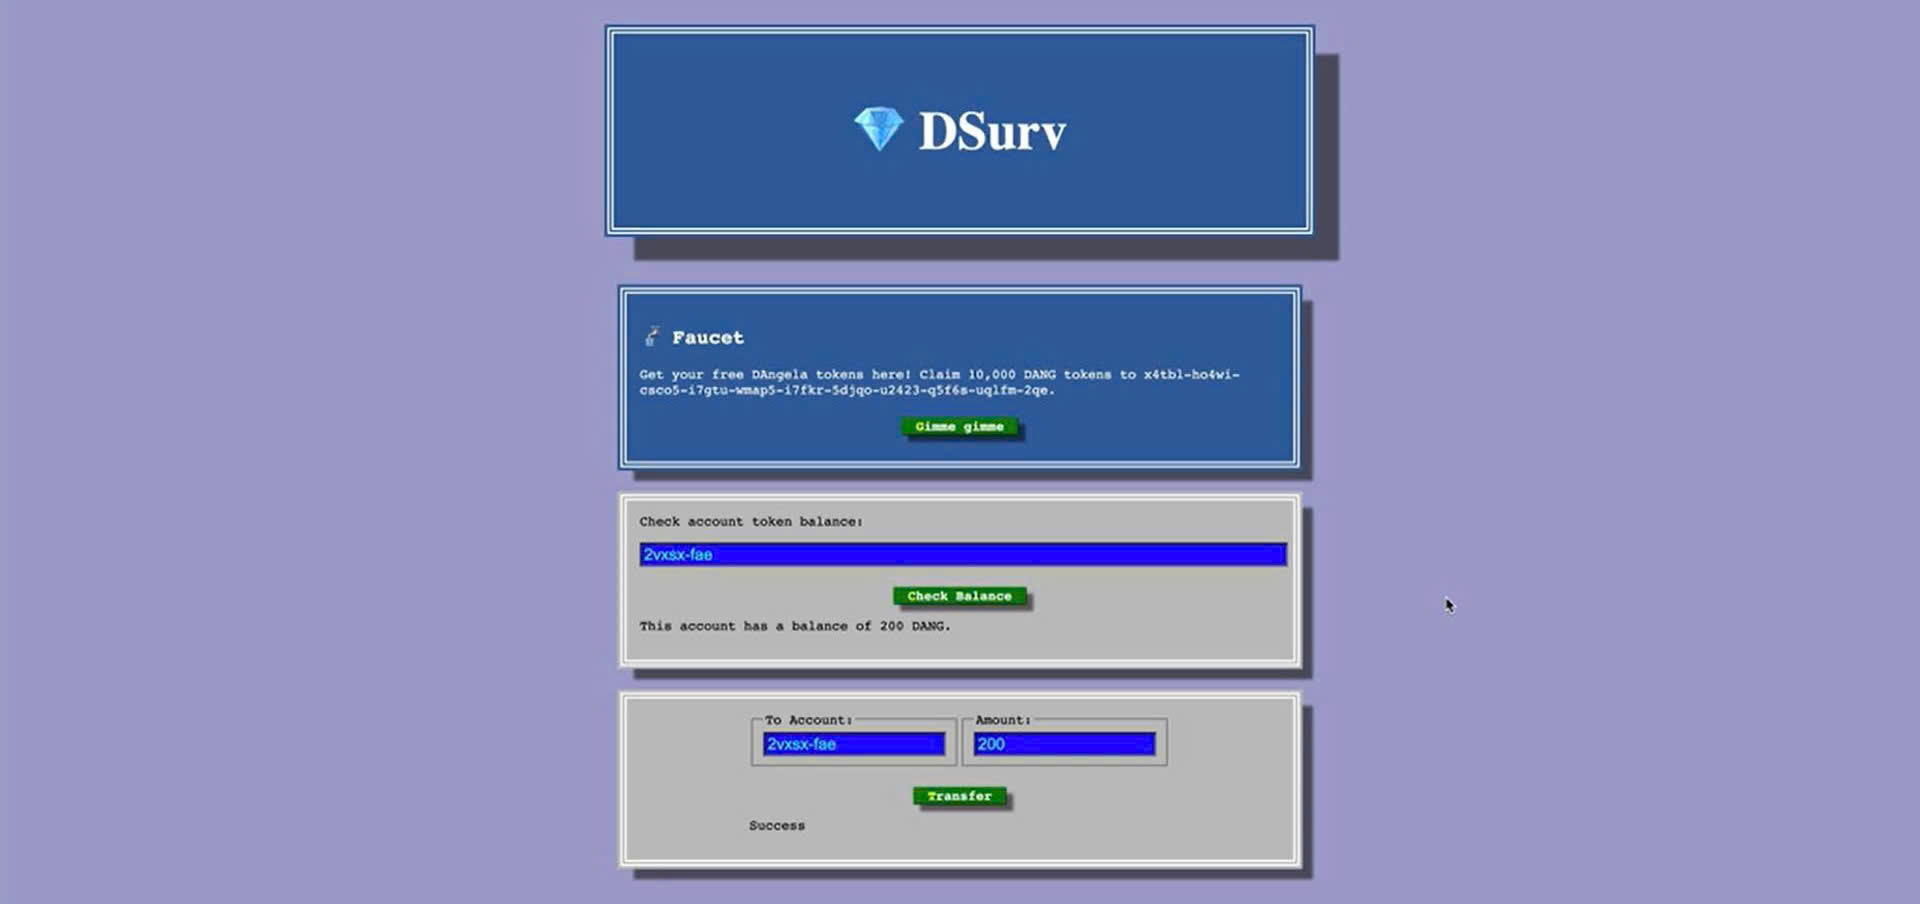 DSurv
Faucet
Get your free DAngela tokens here! Claim 10,000 DANG tokens to x4tbl-ho4wi-
csco5-i7gtu-wmap5-i7fkr-5djqo-u2423-q5f6s-uqlfm-2qe.
Gimme gimme
Check account token balance:
2vxsx-fae
Check Balance
This account has a balance of 200 DANG.
To Account: Amount:
2vxsx-fae 200
Transfer
Success